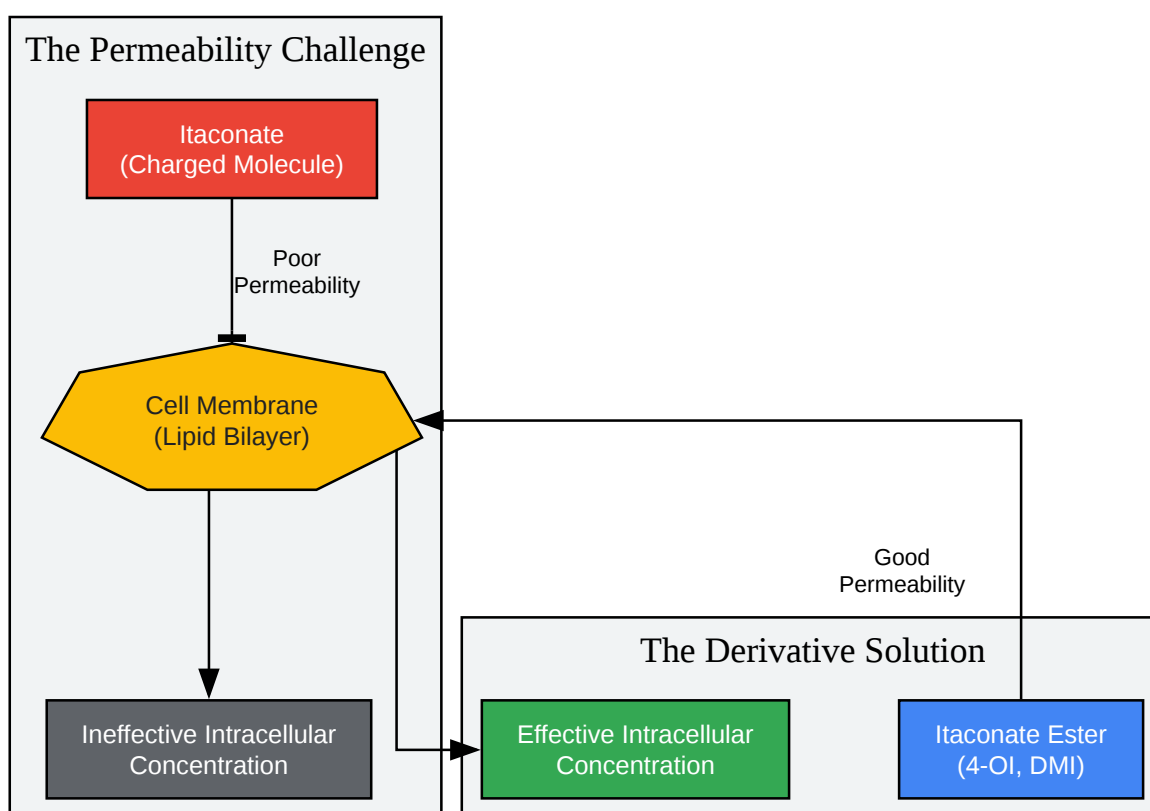 The Permeability Challenge
Itaconate
(Charged Molecule)
Poor
Permeability
Cell Membrane
(Lipid Bilayer)
Ineffective Intracellular
Concentration
Good
Permeability
The Derivative Solution
Effective Intracellular
Concentration
Itaconate Ester
(4-OI, DMI)